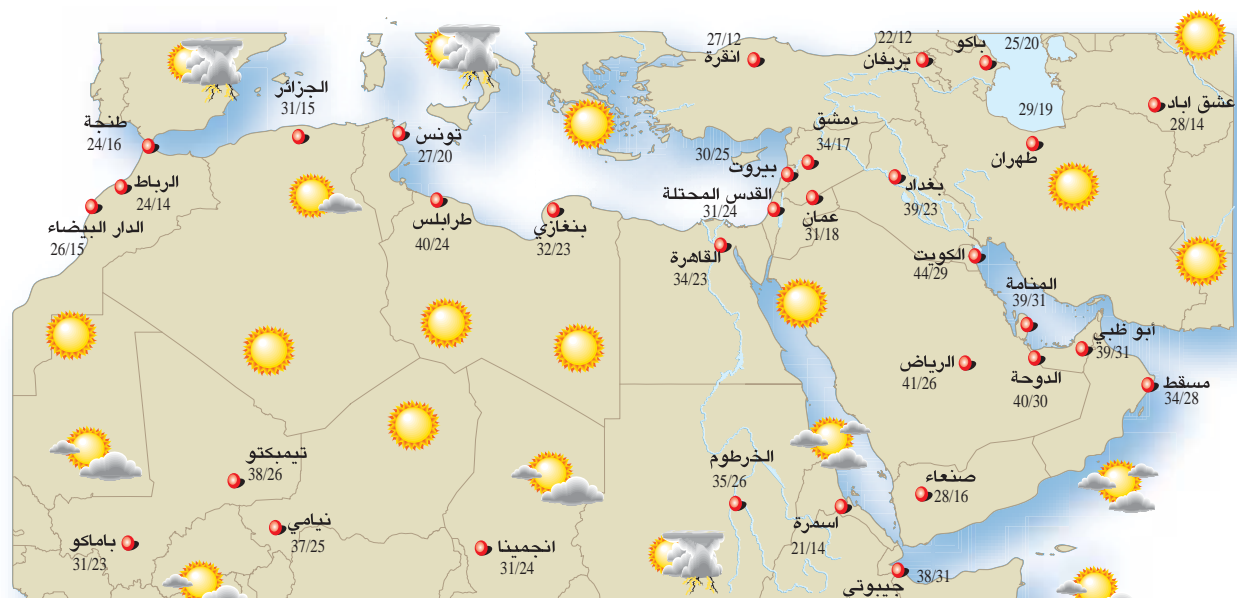 27/12
انقرة
22/12
يريفان
باكو
25/20
عشق اباد
28/14
29/19
طهران
الجزائر
31/15
طنجة
24/16
تونس
27/20
دمشق
34/17
30/25
بيروت
بغداد
39/23
الرباط
24/14
القدس المحتلة
31/24
عمان
31/18
الدار البيضاء
26/15
طرابلس
40/24
بنغازي
32/23
القاهرة
34/23
الكويت
44/29
المنامة
39/31
أبو ظبي
39/31
الرياض
41/26
الدوحة
40/30
مسقط
34/28
تيمبكتو
38/26
الخرطوم
35/26
صنعاء
28/16
اسمرة
21/14
نيامي
37/25
باماكو
31/23
انجمينا
31/24
38/31
جيبوتي